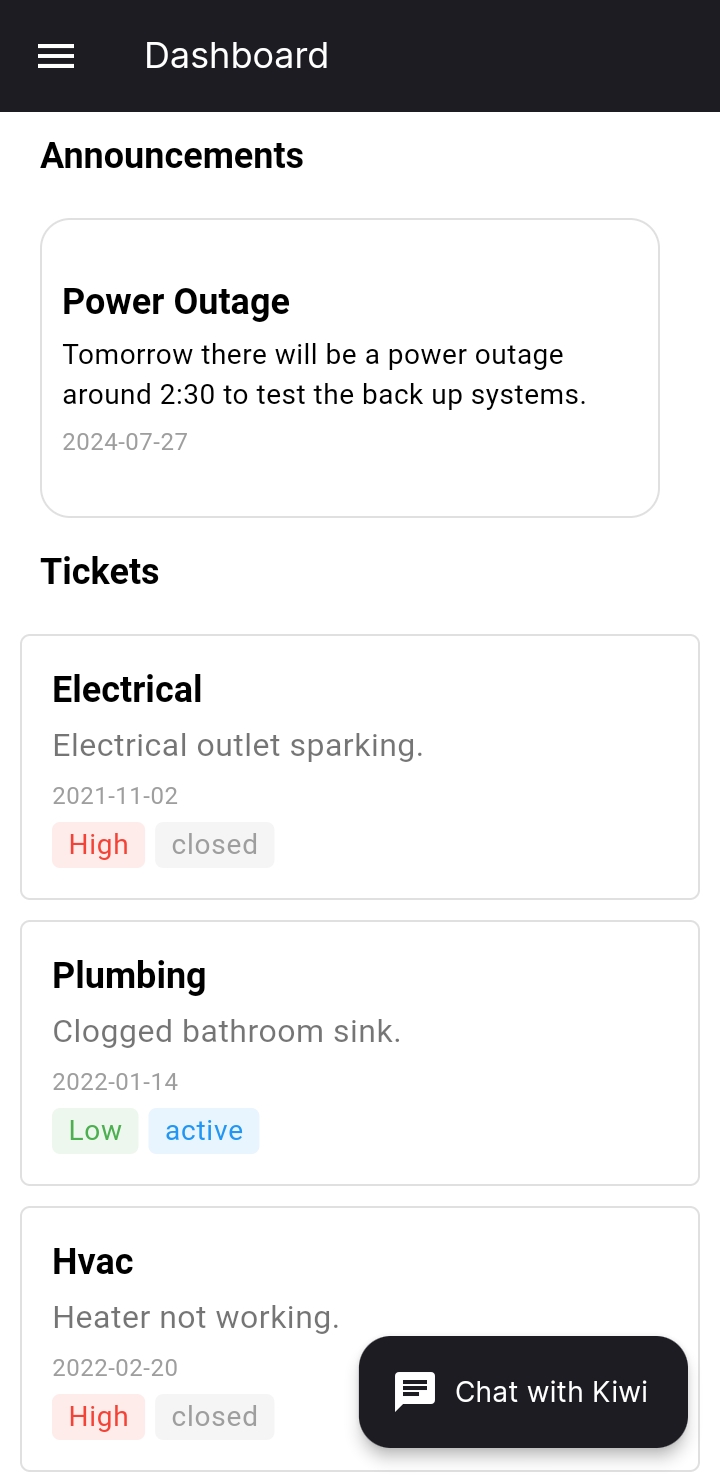 Dashboard
Announcements
Power Outage
Tomorrow there will be a power outage
around 2:30 to test the back up systems.
2024-07-27
Tickets
Electrical
Electrical outlet sparking.
2021-11-02
High closed
Plumbing
Clogged bathroom sink.
2022-01-14
Low active
Hvac
Heater not working.
2022-02-20
High closed
Chat with Kiwi